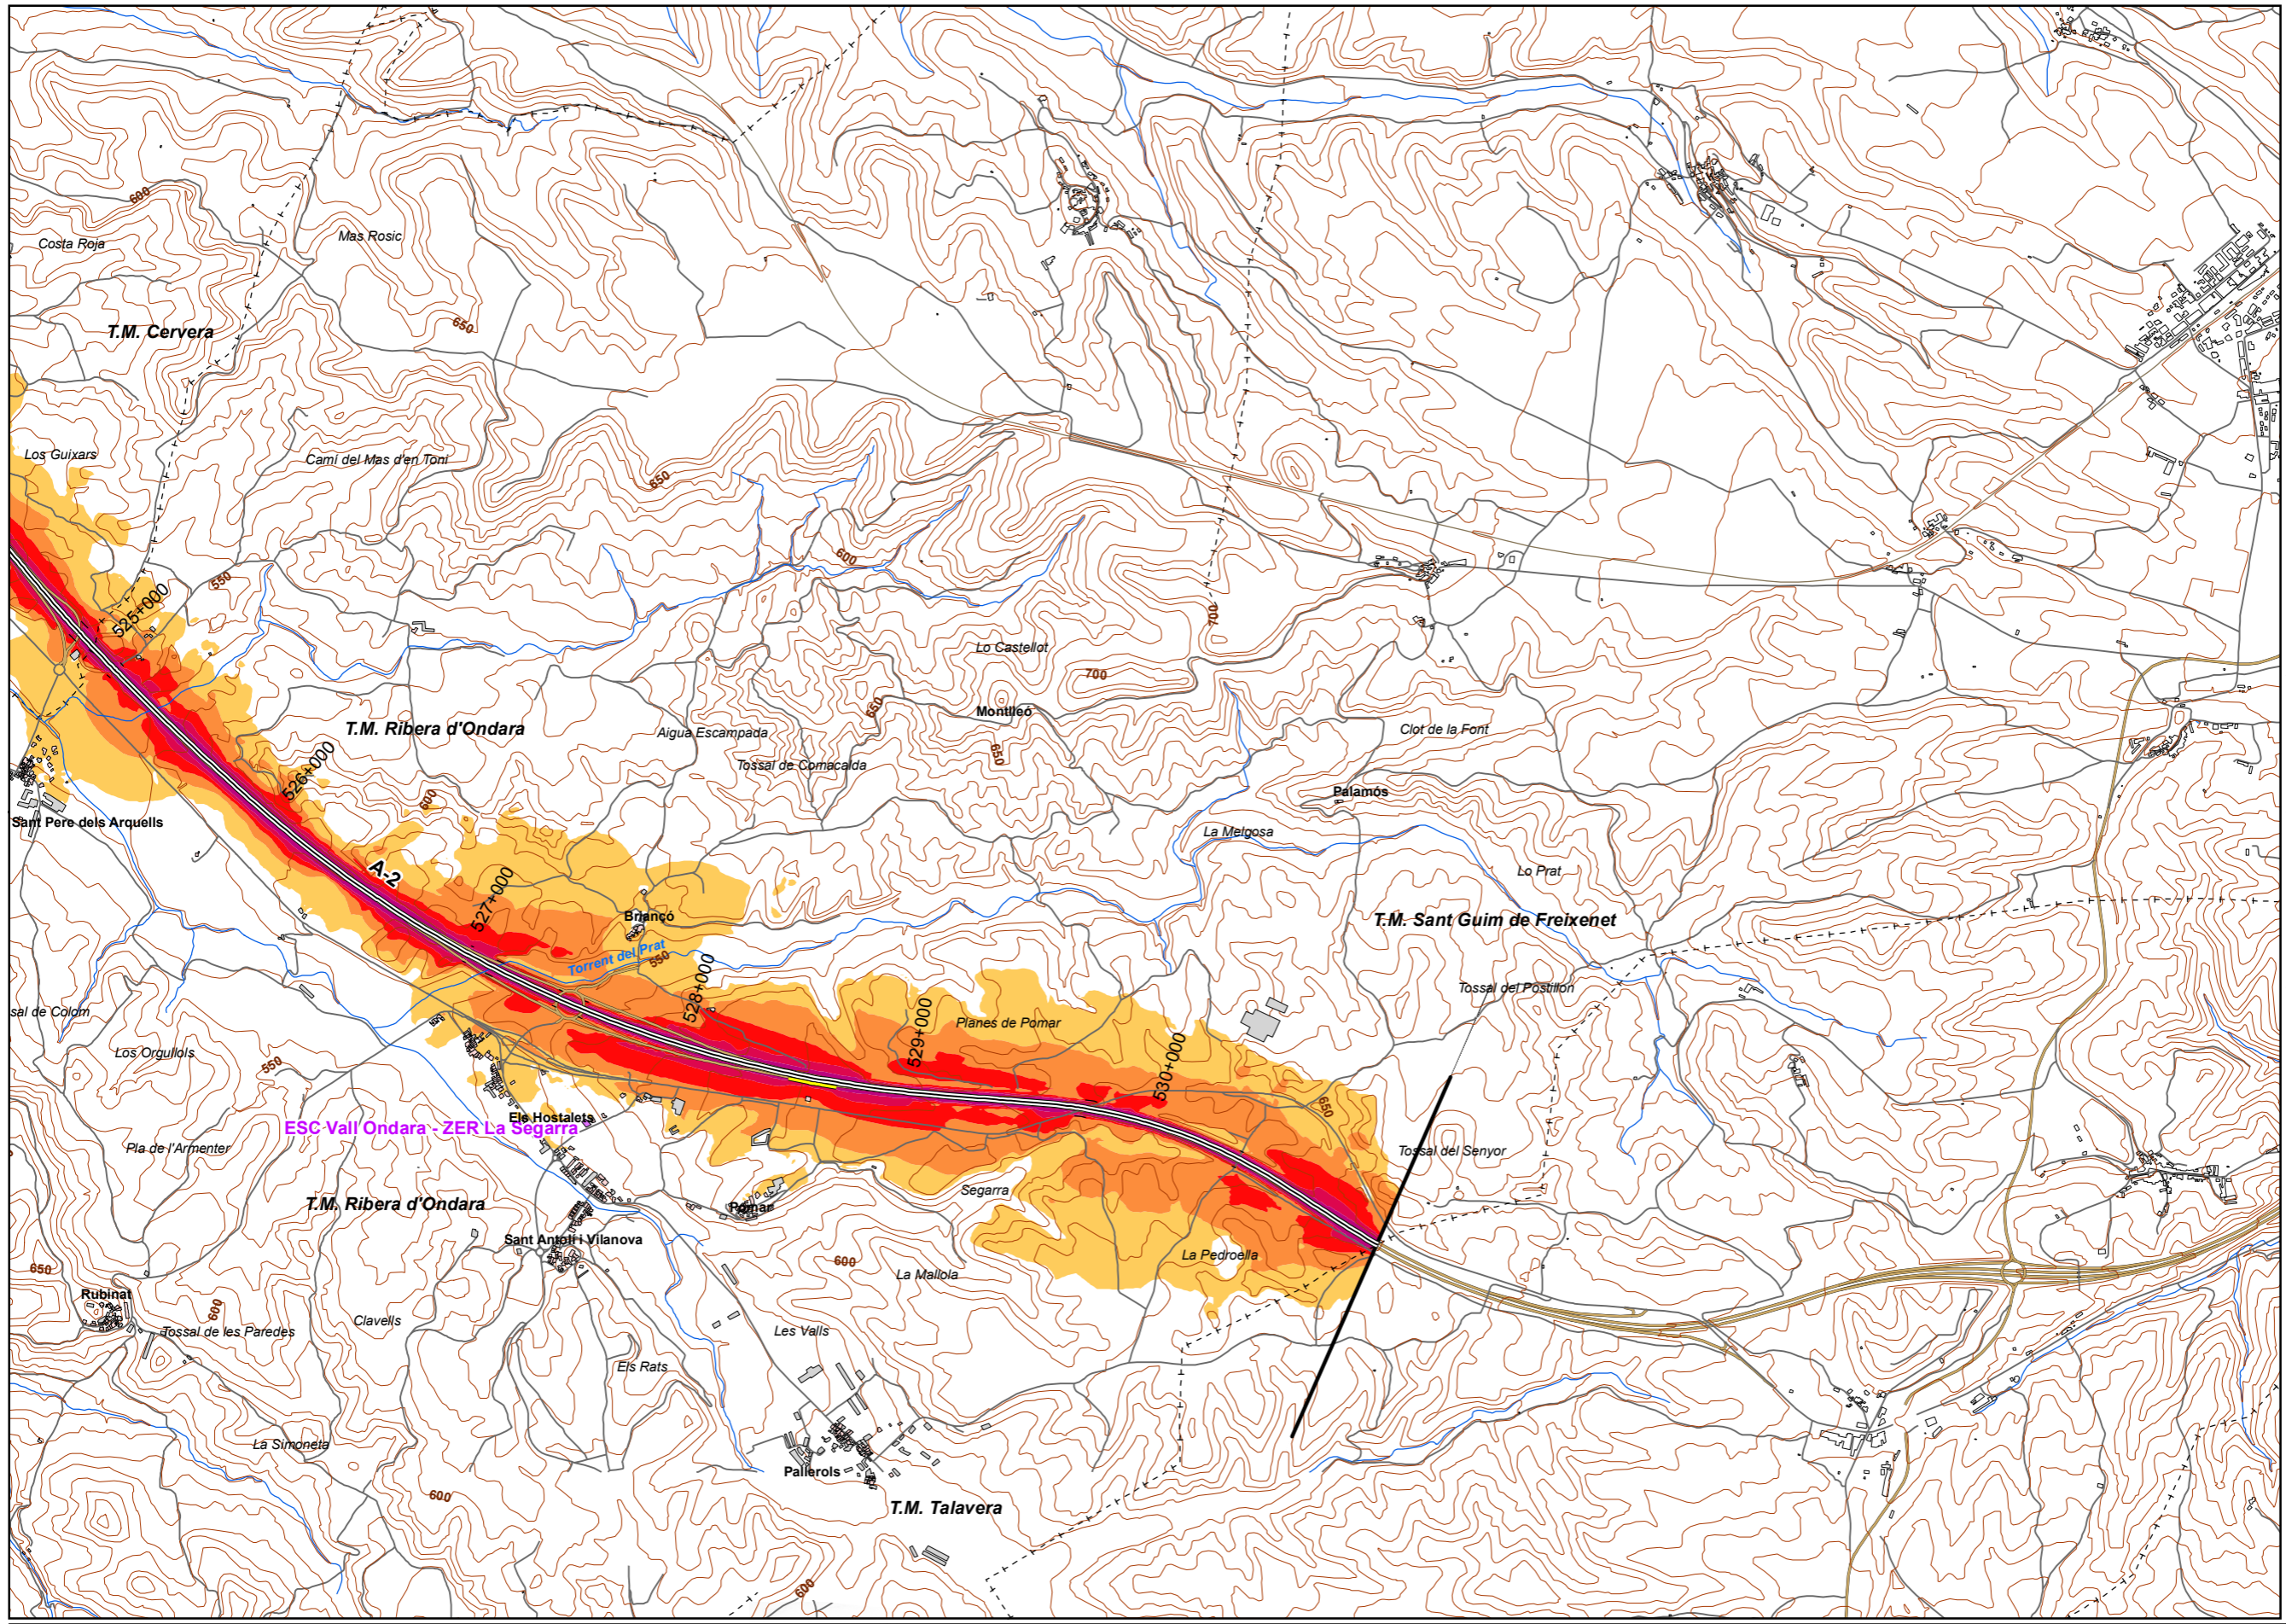 600
Costa Roja
Mas Rosic
T.M. Cervera
650
Los Guixars
Camí del Mas d'en Toni
650
600
550
525+000
700
Lo Castellot
700
650
Montlleó
T.M. Ribera d'Ondara
Aigua Escampada
Clot de la Font
650
Tossal de Comacalda
526+000
600
Palamós
Sant Pere dels Arquells
La Melgosa
A-2
Lo Prat
527+000
Briançó
T.M. Sant Guim de Freixenet
Torrent del Prat
550
528+000
Tossal del Postillon
sal de Colom
529+000
Planes de Pomar
Los Orgullols
550
530+000
650
Els Hostalets
ESC Vall Ondara - ZER La Segarra
Pla de l'Armenter
Tossal del Senyor
Segarra
T.M. Ribera d'Ondara
Pomar
Sant Antolí i Vilanova
La Pedroella
650
600
La Mallola
Rubinat
600
Clavells
Tossal de les Paredes
Les Valls
Els Rats
La Simoneta
Pallerols
600
T.M. Talavera
600